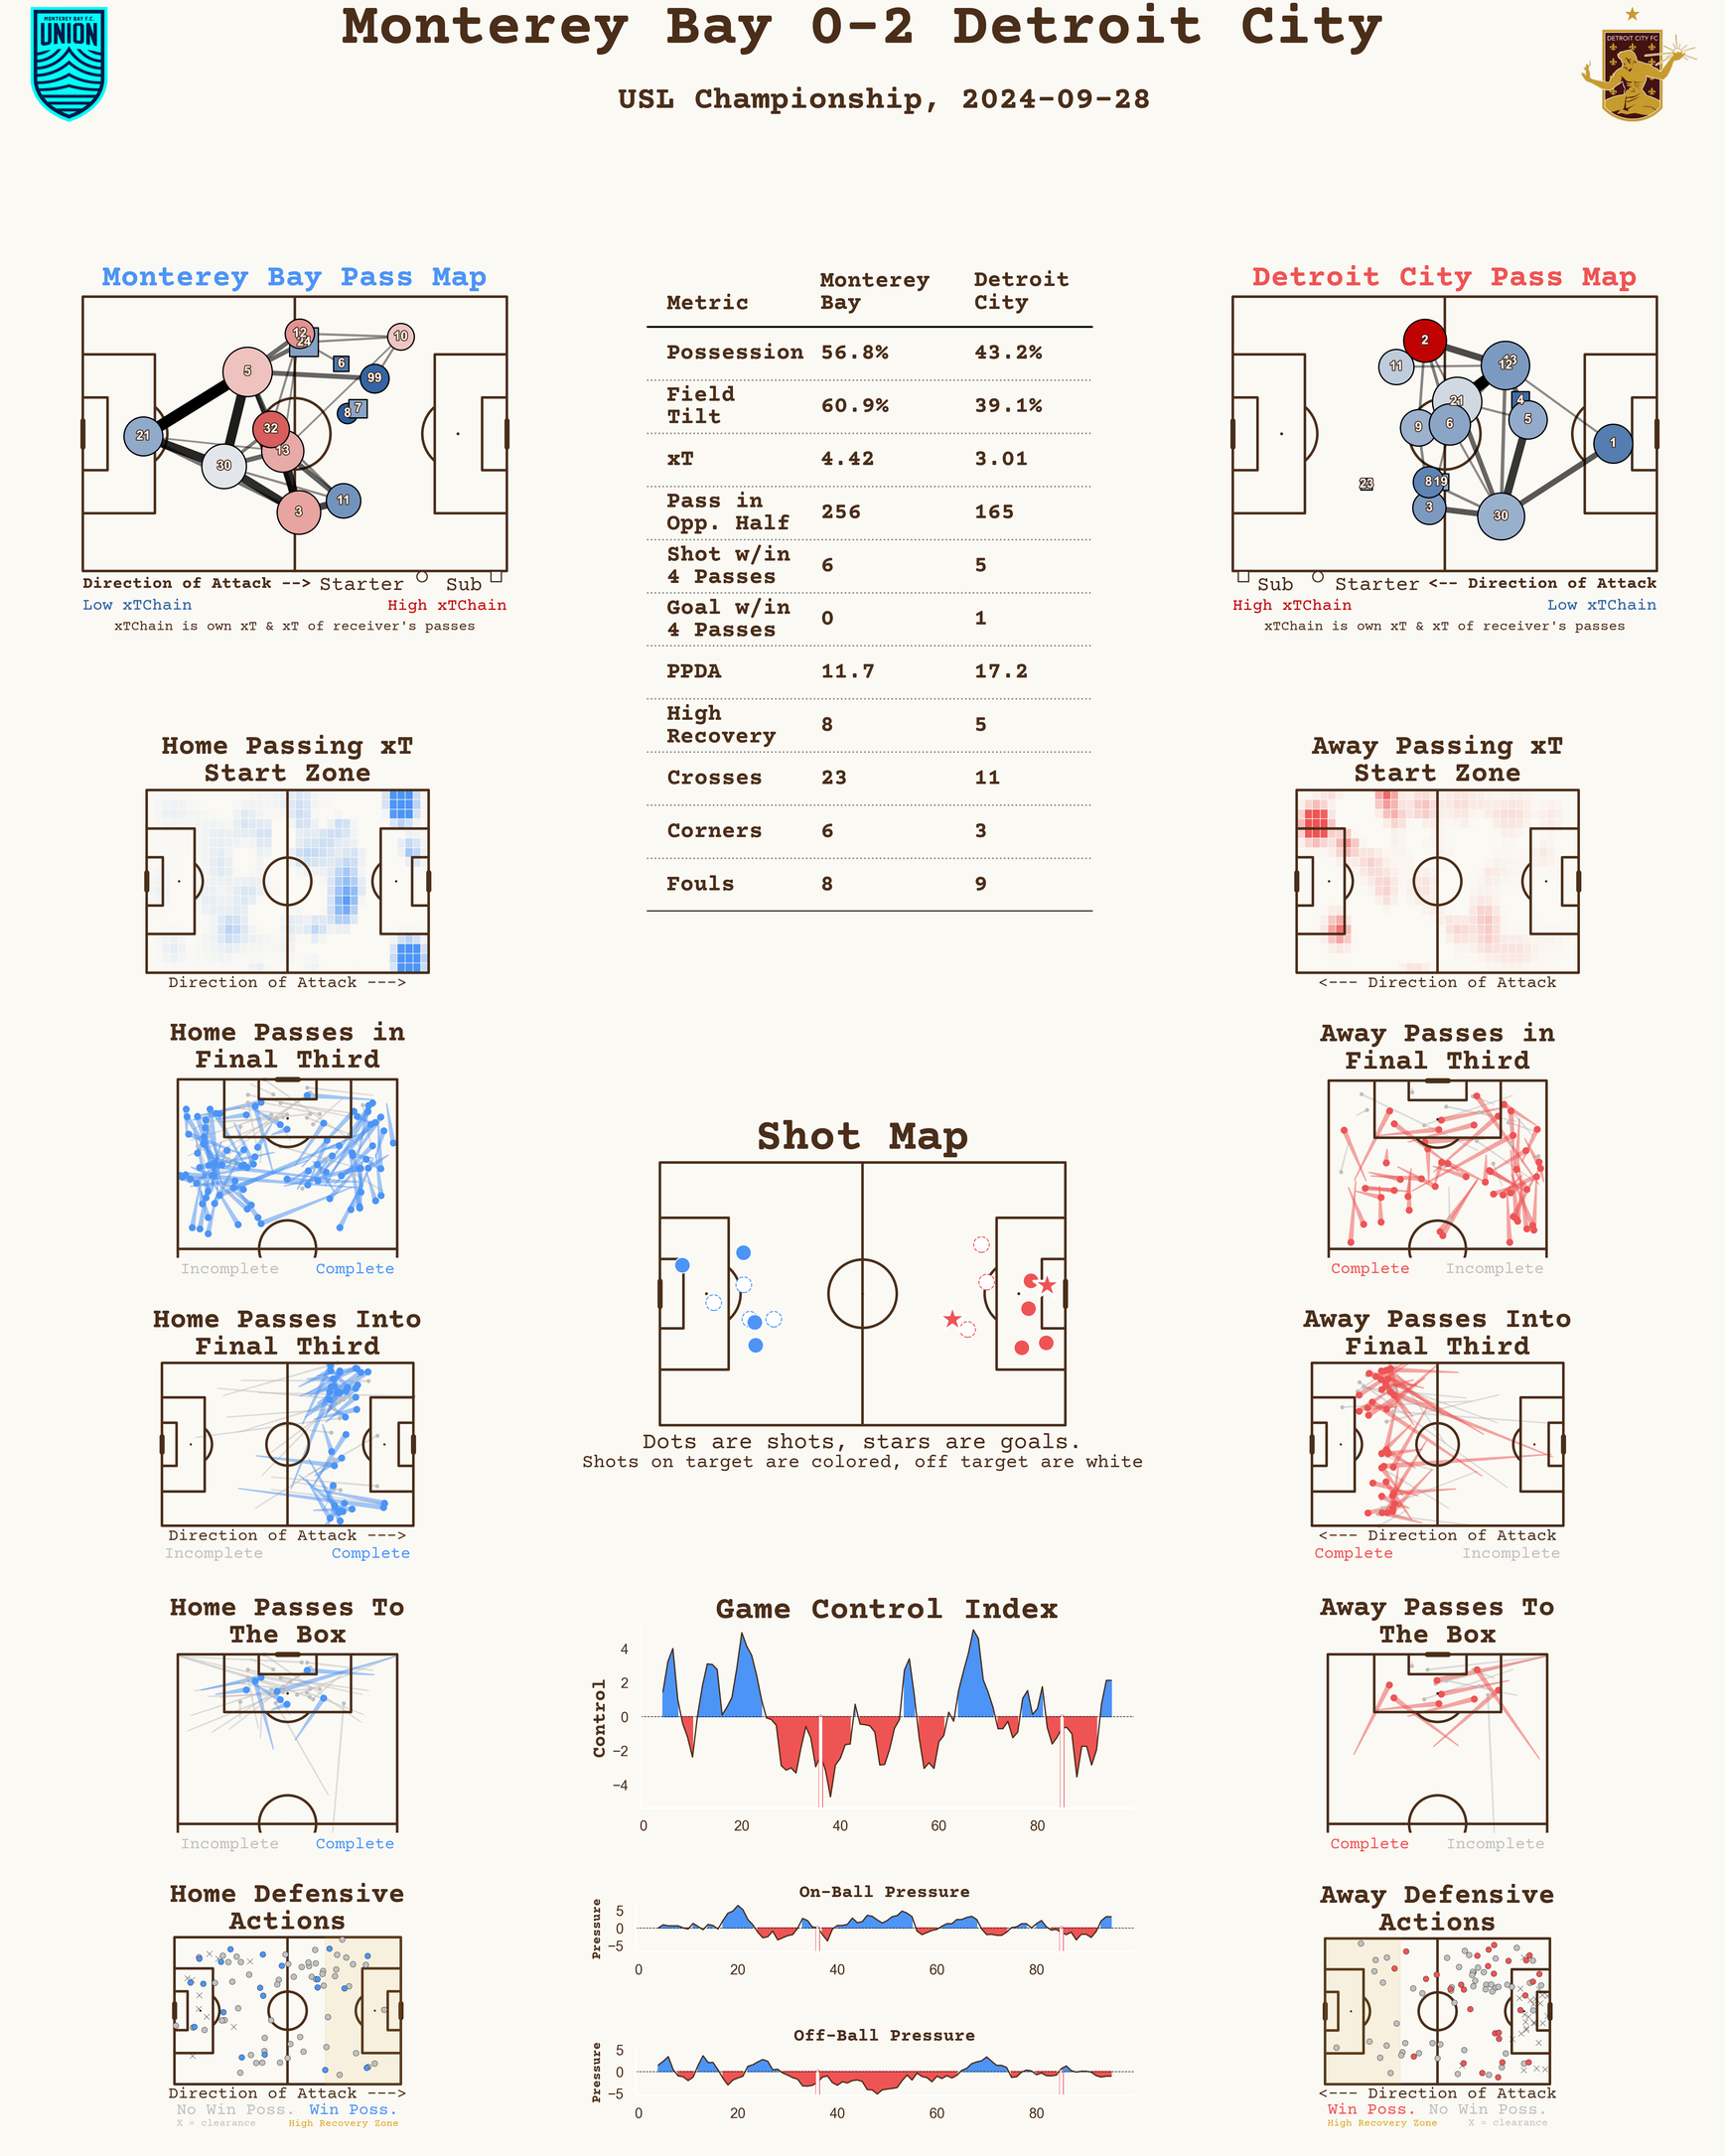 Monterey Bay 0-2 Detroit City
USL Championship, 2024-09-28
MONTEREY BAY F.C.
UNION
DETROIT CITY FC
Monterey Bay Pass Map
12
24
10
6
5
99
8
7
32
21
13
30
11
3
Direction of Attack --> Starter Sub
Low xTChain High xTChain
xTChain is own xT & xT of receiver's passes
Metric Monterey Bay Detroit City
Possession 56.8% 43.2%
Field Tilt 60.9% 39.1%
xT 4.42 3.01
Pass in Opp. Half 256 165
Shot w/in 4 Passes 6 5
Goal w/in 4 Passes 0 1
PPDA 11.7 17.2
High Recovery 8 5
Crosses 23 11
Corners 6 3
Fouls 8 9
Detroit City Pass Map
2
13
12
11
21
4
5
9
6
1
23
8
19
3
30
Sub Starter <-- Direction of Attack
High xTChain Low xTChain
xTChain is own xT & xT of receiver's passes
Home Passing xT
Start Zone
Direction of Attack --->
Away Passing xT
Start Zone
<--- Direction of Attack
Home Passes in
Final Third
Incomplete Complete
Away Passes in
Final Third
Complete Incomplete
Shot Map
Dots are shots, stars are goals.
Shots on target are colored, off target are white
Home Passes Into
Final Third
Direction of Attack --->
Incomplete Complete
Away Passes Into
Final Third
<--- Direction of Attack
Complete Incomplete
Home Passes To
The Box
Incomplete Complete
Game Control Index
Control
4
2
0
−2
−4
0 20 40 60 80
Away Passes To
The Box
Complete Incomplete
Home Defensive
Actions
Direction of Attack --->
No Win Poss. Win Poss.
X = clearance High Recovery Zone
On-Ball Pressure
Pressure
5
0
−5
0 20 40 60 80
Off-Ball Pressure
Pressure
5
0
−5
0 20 40 60 80
Away Defensive
Actions
<--- Direction of Attack
Win Poss. No Win Poss.
High Recovery Zone X = clearance